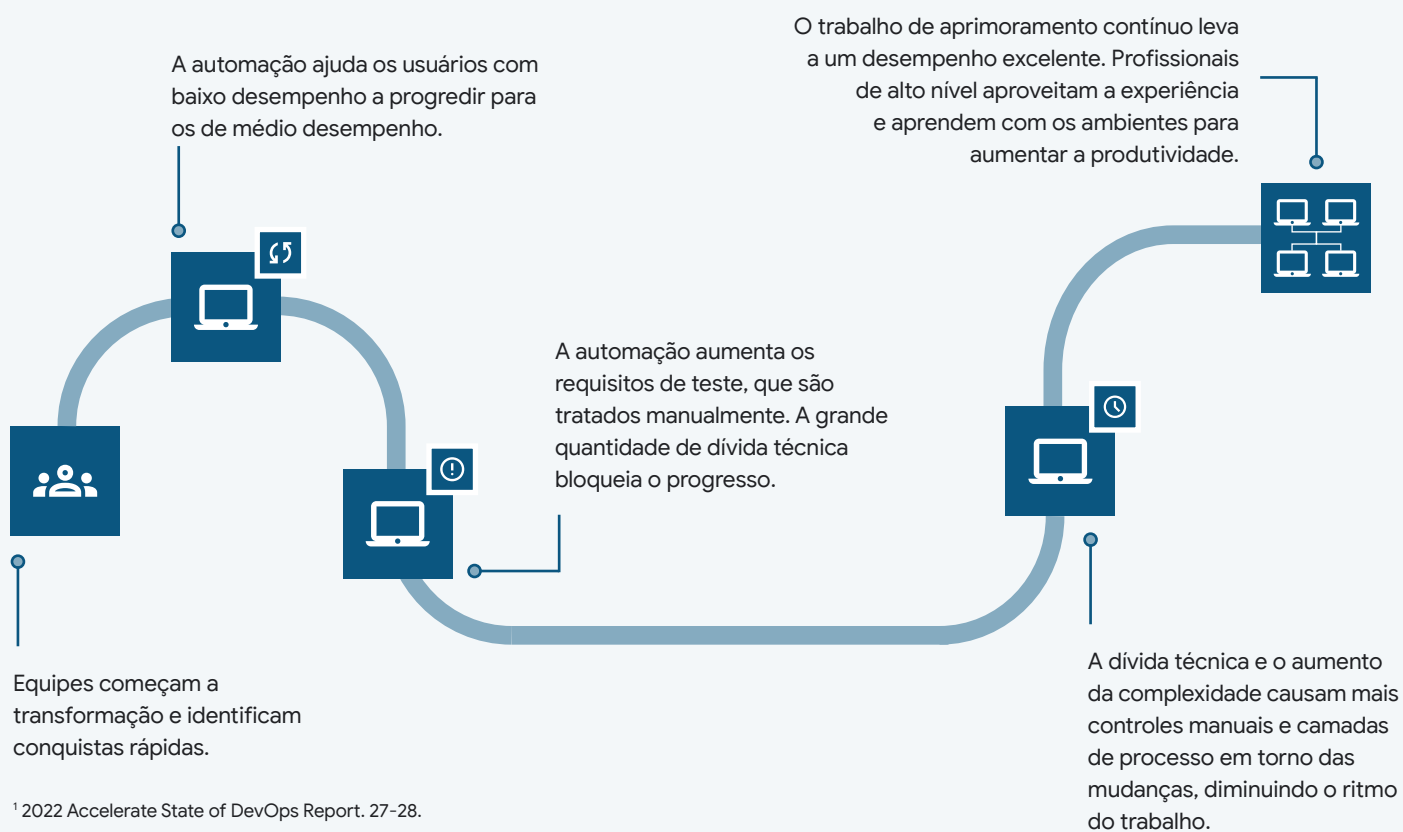 A automação ajuda os usuários com
baixo desempenho a progredir para
os de médio desempenho.
O trabalho de aprimoramento contínuo leva
a um desempenho excelente. Profissionais
de alto nível aproveitam a experiência
e aprendem com os ambientes para
aumentar a produtividade.
A automação aumenta os
requisitos de teste, que são
tratados manualmente. A grande
quantidade de dívida técnica
bloqueia o progresso.
Equipes começam a
transformação e identificam
conquistas rápidas.
A dívida técnica e o aumento
da complexidade causam mais
controles manuais e camadas
de processo em torno das
mudanças, diminuindo o ritmo
do trabalho.
¹ 2022 Accelerate State of DevOps Report. 27-28.